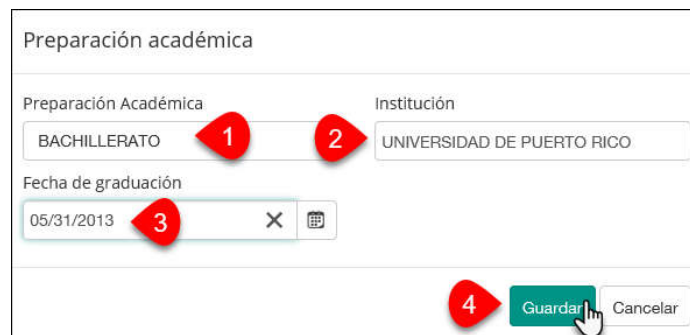 Preparación académica
Preparación Académica
Institución
BACHILLERATO
1
2
UNIVERSIDAD DE PUERTO RICO
Fecha de graduación
05/31/2013
3
4
Guardar
Cancelar